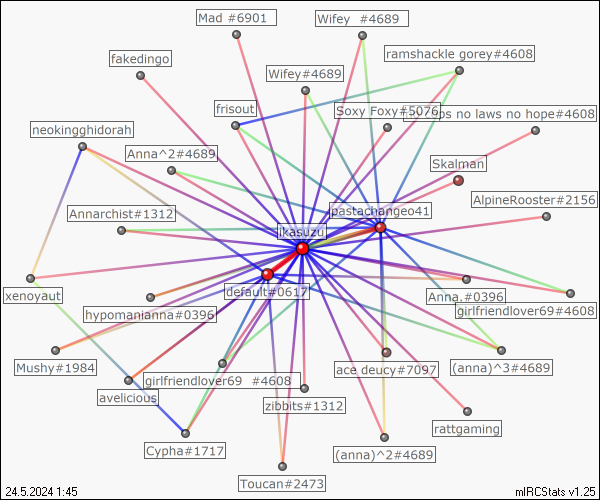 Mad #6901
Wifey  #4689
ramshackle gorey#4608
fakedingo
Wifey#4689
frisout
Soxy Foxy#5076
ps no laws no hope#4608
neokingghidorah
Anna^2#4689
Skalman
AlpineRooster#2156
Annarchist#1312
pastachangeo41
ikasuzu
xenoyaut
default#0617
Anna.#0396
hypomanianna#0396
girlfriendlover69#4608
Mushy#1984
girlfriendlover69  #4608
ace deucy#7097
(anna)^3#4689
avelicious
zibbits#1312
rattgaming
Cypha#1717
(anna)^2#4689
Toucan#2473
24.5.2024 1:45
mIRCStats v1.25